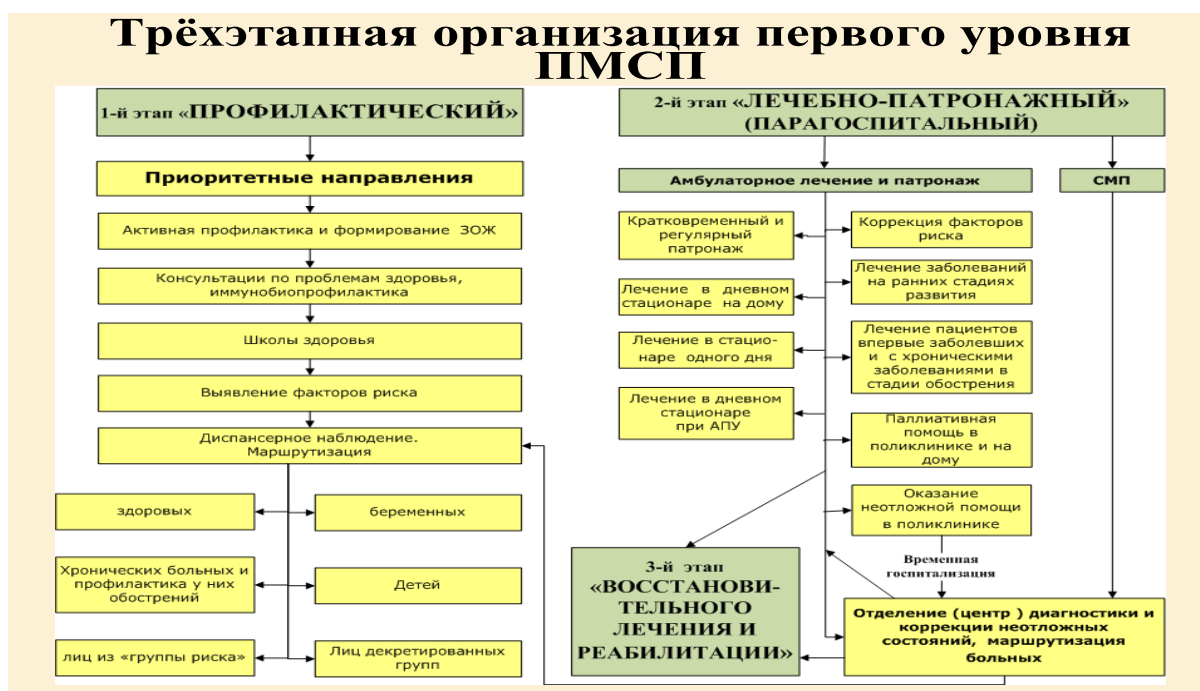 Трёхэтапная организация первого уровня
ПМСП
1-й этап «ПРОФИЛАКТИЧЕСКИЙ»
Приоритетные направления
Активная профилактика и формирование ЗОЖ
Консультации по проблемам здоровья,
иммунобиопрофилактика
Школы здоровья
Выявление факторов риска
Диспансерное наблюдение.
Маршрутизация
здоровых
беременных
Хронических больных и
профилактика у них
обострений
Детей
лиц из «группы риска»
Лиц декретированных
групп
2-й этап «ЛЕЧЕБНО-ПАТРОНАЖНЫЙ»
(ПАРАГОСПИТАЛЬНЫЙ)
Амбулаторное лечение и патронаж
СМП
Кратковременный и
регулярный
патронаж
Коррекция факторов
риска
Лечение в дневном
стационаре на дому
Лечение заболеваний
на ранних стадиях
развития
Лечение в стацио-
наре одного дня
Лечение пациентов
впервые заболевших
и с хроническими
заболеваниями в
стадии обострения
Лечение в дневном
стационаре
при АПУ
Паллиативная
помощь в
поликлинике и на
дому
Оказание
неотложной помощи
в поликлинике
Временная
госпитализация
3-й этап
«ВОССТАНОВИ-
ТЕЛЬНОГО
ЛЕЧЕНИЯ И
РЕАБИЛИТАЦИИ»
Отделение (центр ) диагностики и
коррекции неотложных
состояний, маршрутизация
больных